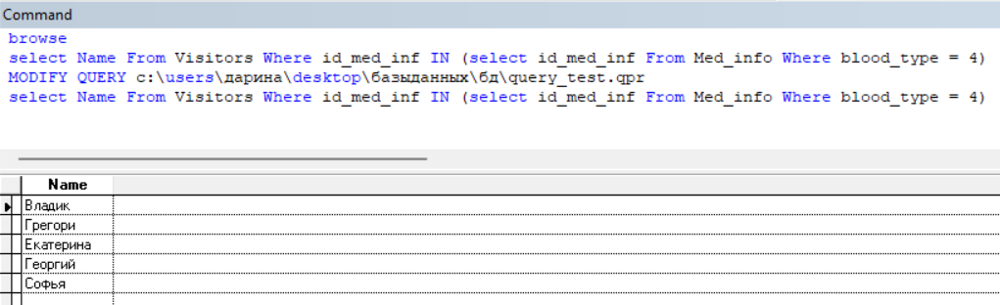 Command
browse
select Name From Visitors Where id_med_inf IN (select id_med_inf From Med_info Where blood_type = 4)
MODIFY QUERY c:\users\дарина\desktop\базыданных\бд\query_test.qpr
select Name From Visitors Where id_med_inf IN (select id_med_inf From Med_info Where blood_type = 4)
Name
Владик
Грегори
Екатерина
Георгий
Софья